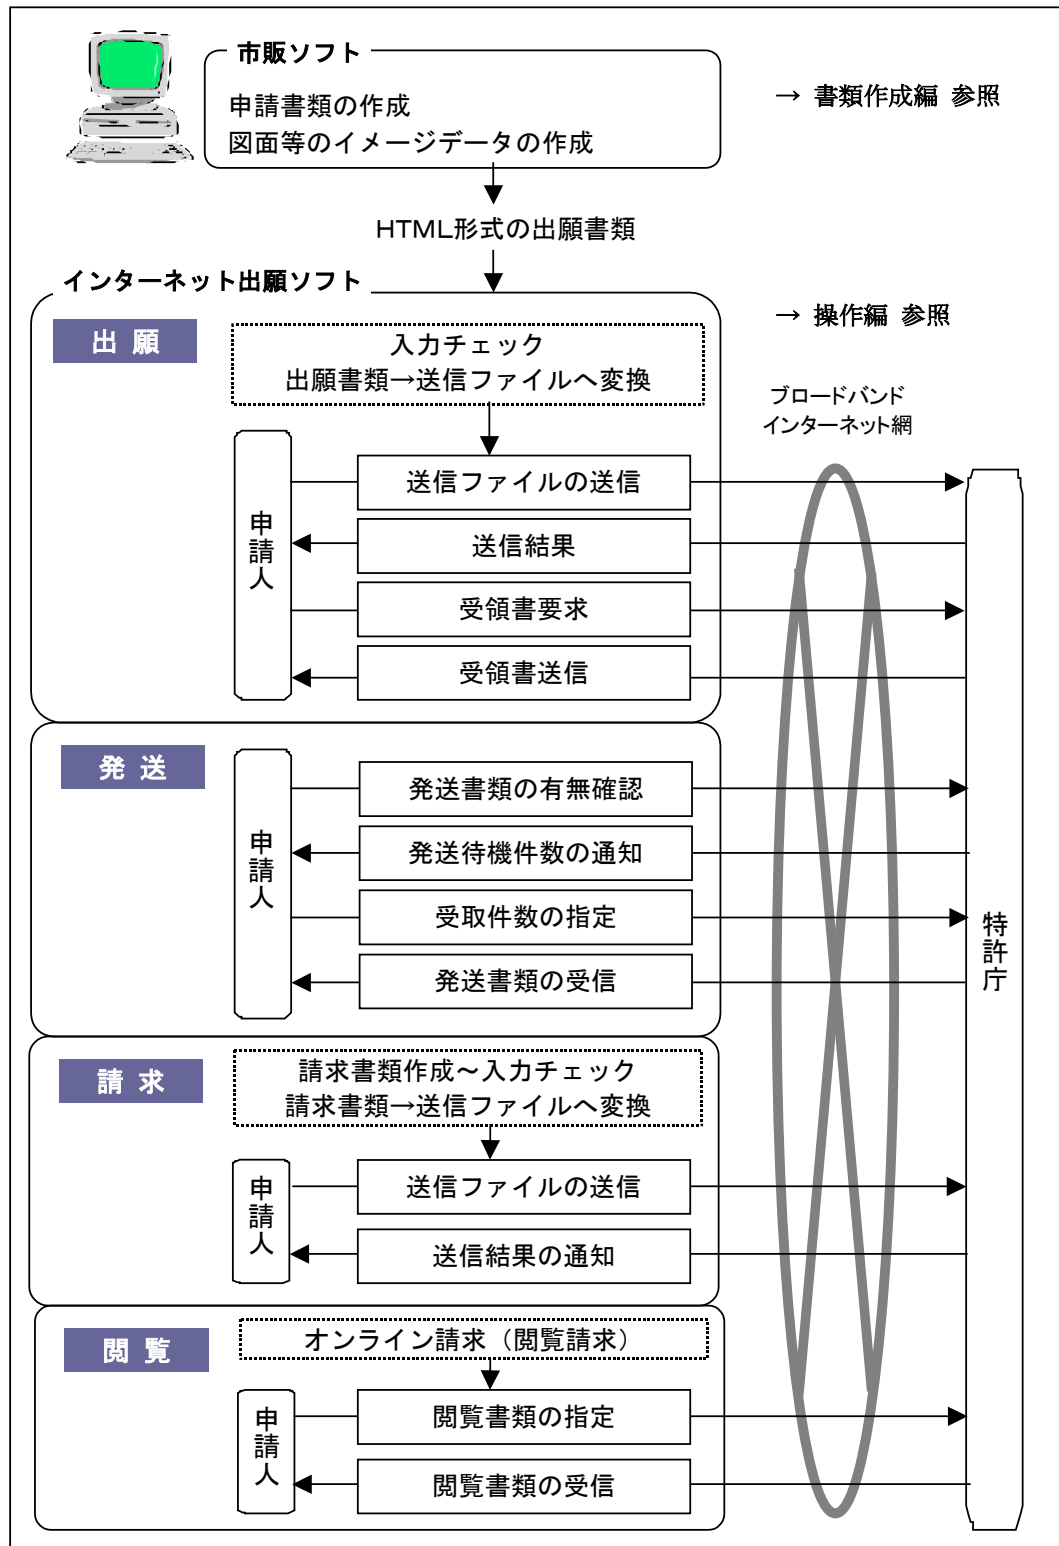 市販ソフト
申請書類の作成
図面等のイメージデータの作成
→ 書類作成編 参照
HTML形式の出願書類
インターネット出願ソフト
→ 操作編 参照
出 願
入力チェック
出願書類→送信ファイルへ変換
ブロードバンド
インターネット網
申請人
送信ファイルの送信
送信結果
受領書要求
受領書送信
発 送
申請人
発送書類の有無確認
発送待機件数の通知
受取件数の指定
発送書類の受信
特許庁
請 求
請求書類作成～入力チェック
請求書類→送信ファイルへ変換
申請人
送信ファイルの送信
送信結果の通知
閲 覧
オンライン請求（閲覧請求）
申請人
閲覧書類の指定
閲覧書類の受信